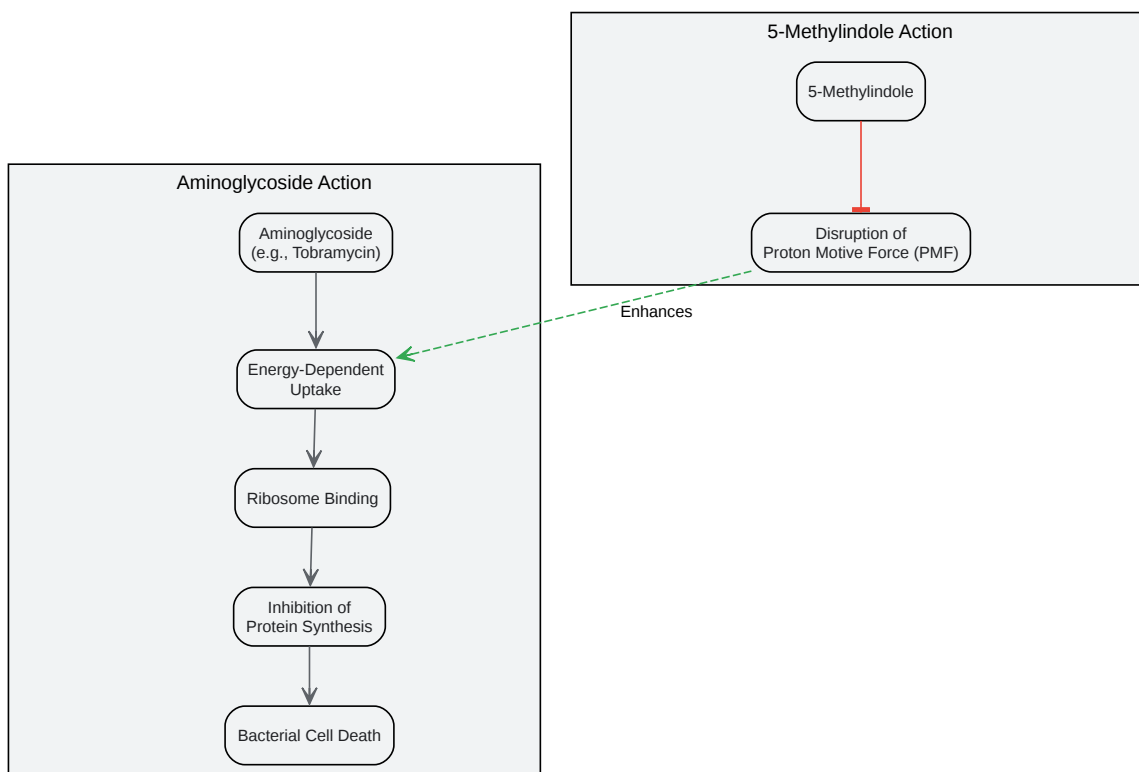 5-Methylindole Action
5-Methylindole
Disruption of
Proton Motive Force (PMF)
Enhances
Aminoglycoside Action
Aminoglycoside
(e.g., Tobramycin)
Energy-Dependent
Uptake
Ribosome Binding
Inhibition of
Protein Synthesis
Bacterial Cell Death